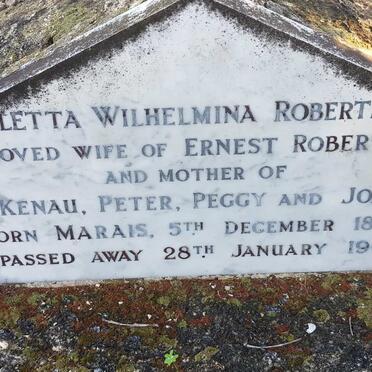 LETTA WILHELMINA ROBERT
OVED WIFE OF ERNEST ROBER
AND MOTHER OF
KENAU, PETER, PEGGY AND JO
ORN MARAIS, 5TH DECEMBER 18
PASSED AWAY 28TH JANUARY 19